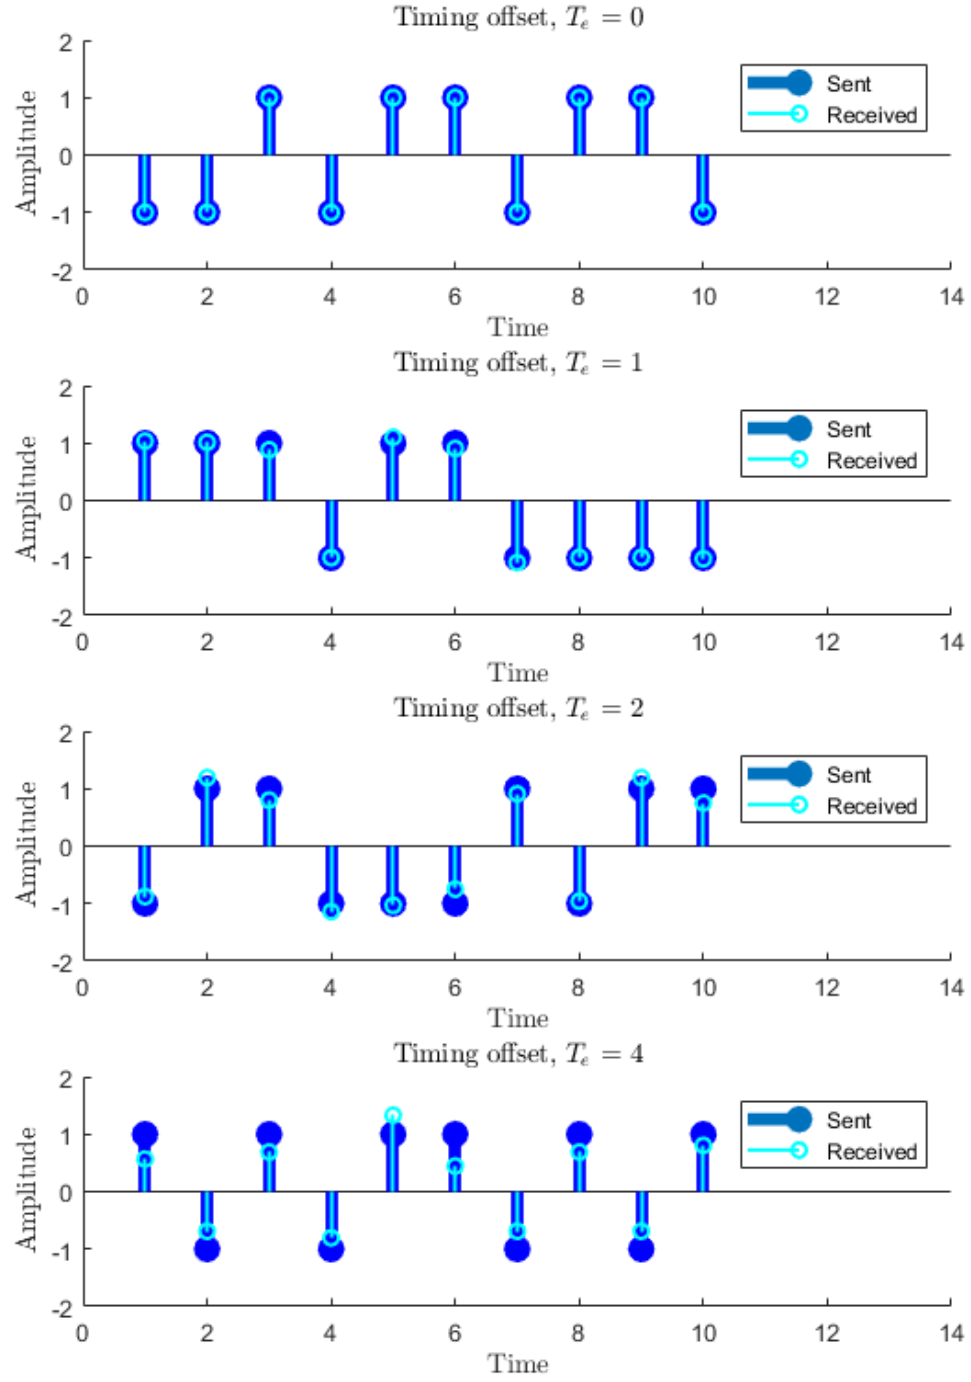 Timing offset, Tₑ = 0
2
1
0
-1
-2
Amplitude
Sent
Received
0 2 4 6 8 10 12 14
Time
Timing offset, Tₑ = 1
2
1
0
-1
-2
Amplitude
Sent
Received
0 2 4 6 8 10 12 14
Time
Timing offset, Tₑ = 2
2
1
0
-1
-2
Amplitude
Sent
Received
0 2 4 6 8 10 12 14
Time
Timing offset, Tₑ = 4
2
1
0
-1
-2
Amplitude
Sent
Received
0 2 4 6 8 10 12 14
Time